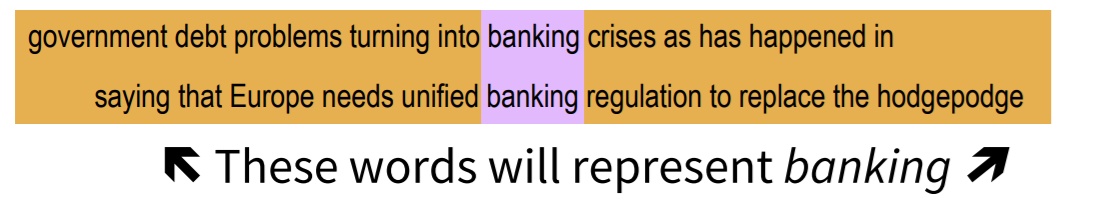 government debt problems turning into banking crises as has happened in
saying that Europe needs unified banking regulation to replace the hodgepodge
These words will represent banking